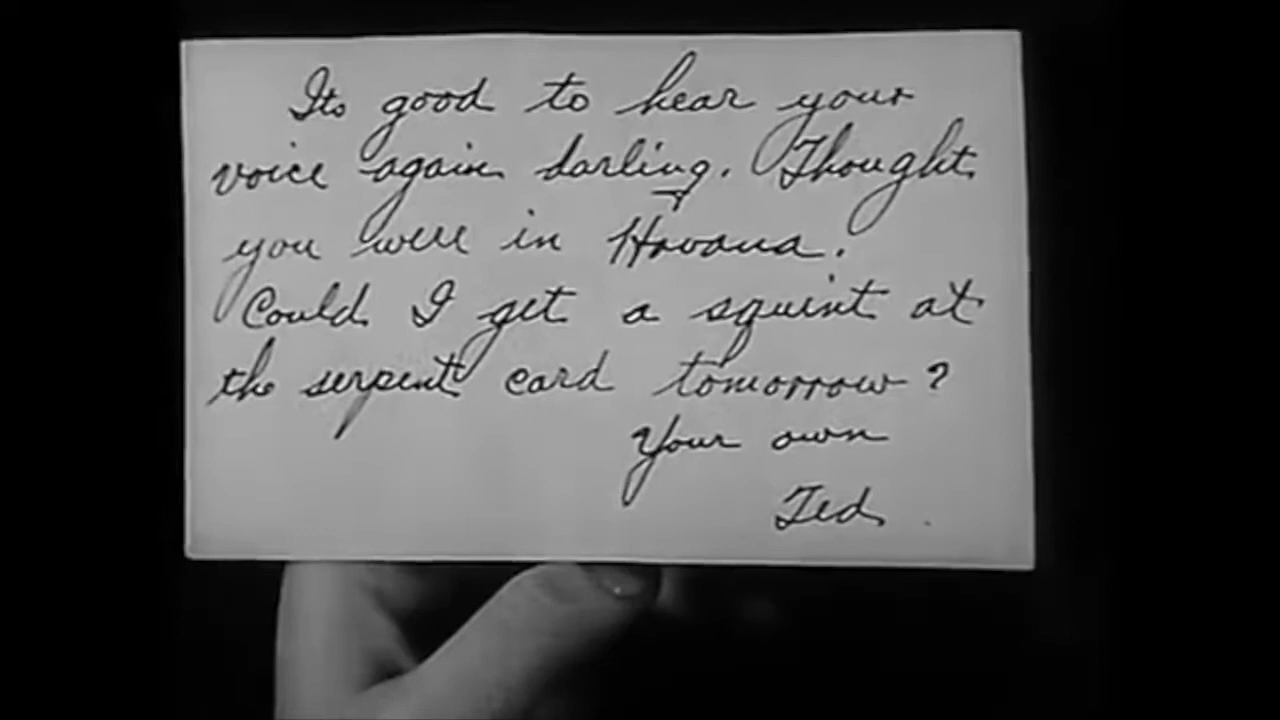 Its good to hear your
voice again darling. Thought
you were in Havana.
Could I get a squint at
the serpent card tomorrow?
Your own
Ted